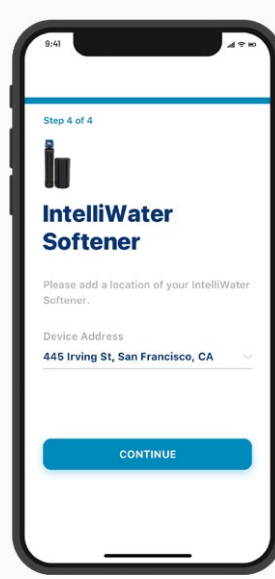 9:41
Step 4 of 4
IntelliWater
Softener
Please add a location of your IntelliWater
Softener.
Device Address
445 Irving St, San Francisco, CA
CONTINUE